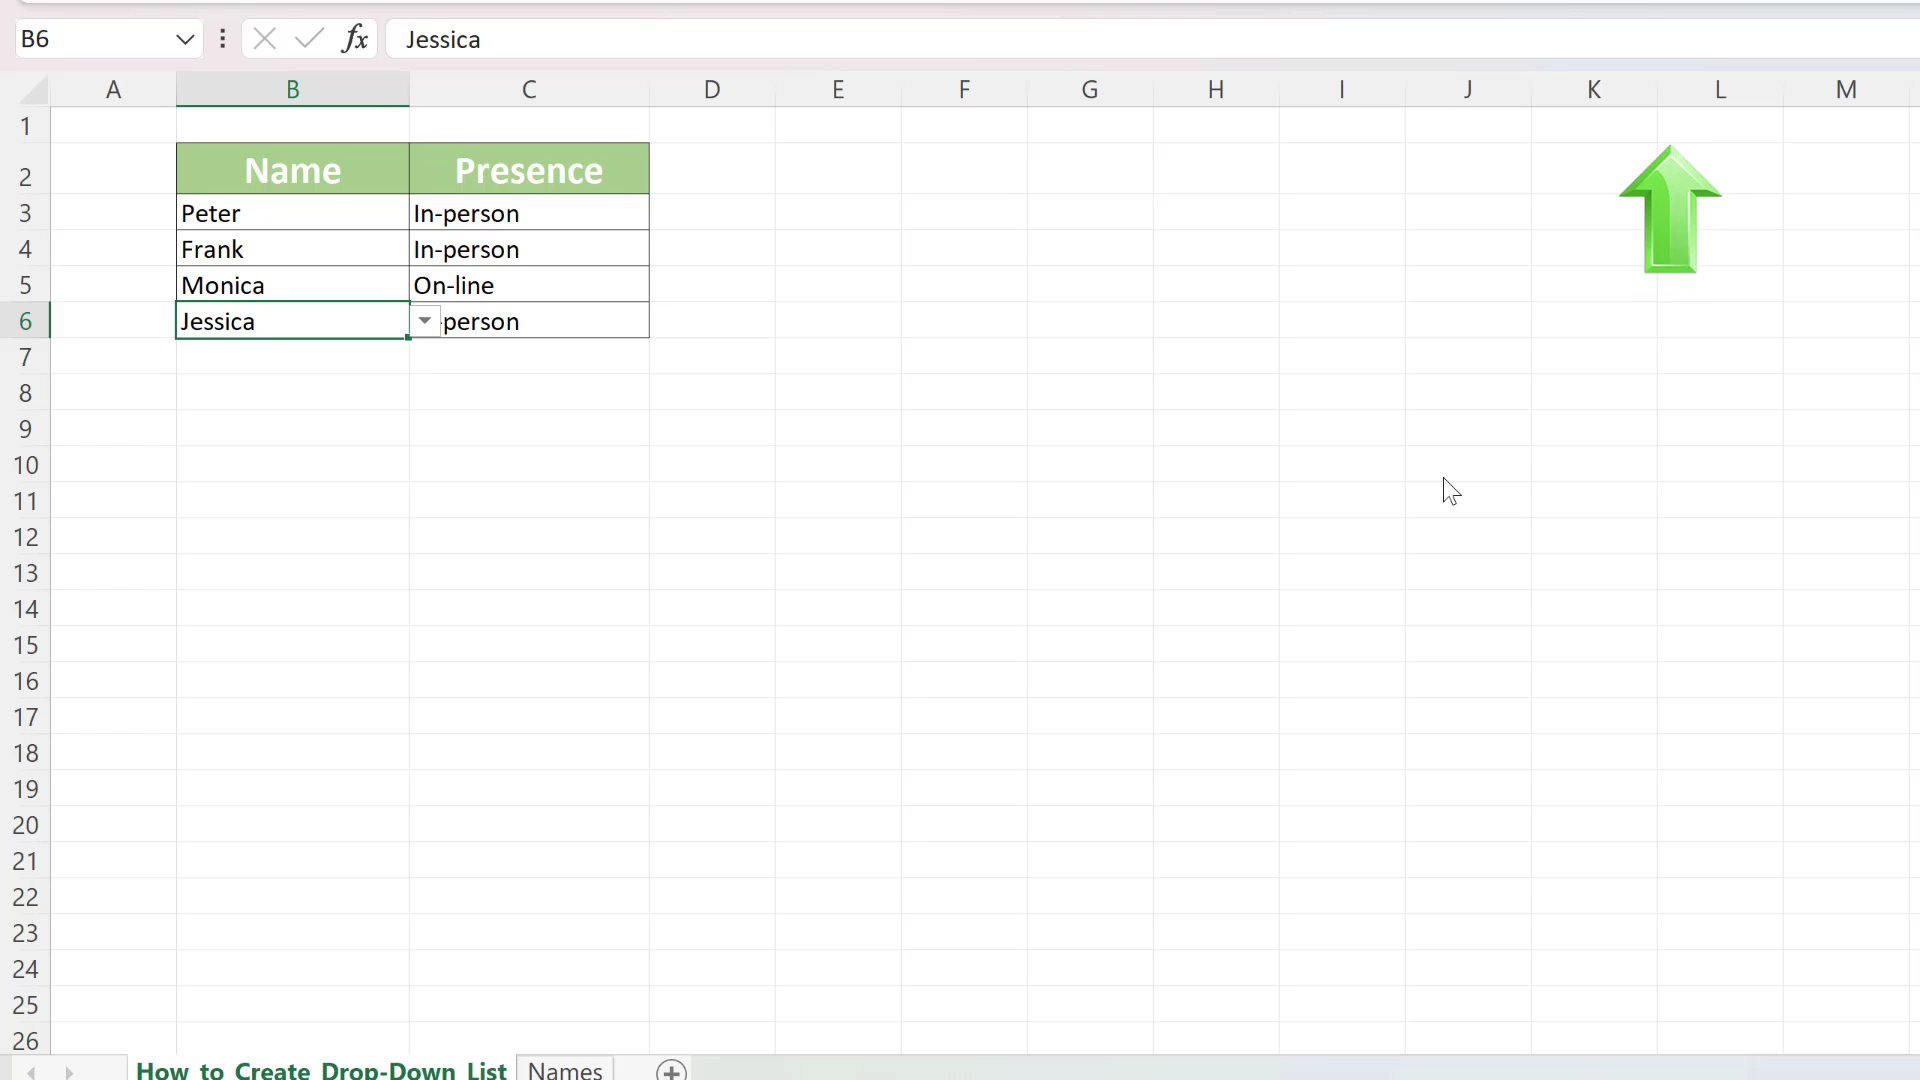 B6 fx Jessica
A B C D E F G H I J K L M
1
2 Name Presence
3 Peter In-person
4 Frank In-person
5 Monica On-line
6 Jessica -person
7
8
9
10
11
12
13
14
15
16
17
18
19
20
21
22
23
24
25
26
How to Create Drop-Down List Names